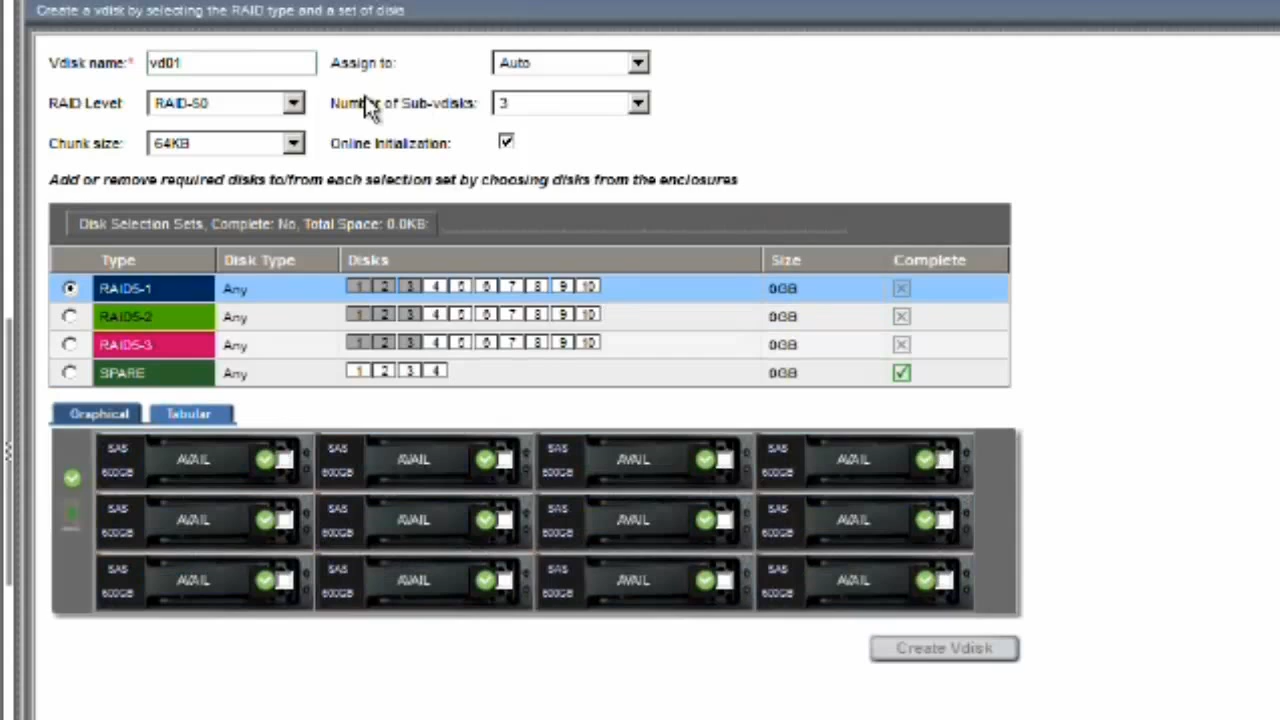 Create a vdisk by selecting the RAID type and a set of disks
Vdisk name:* vd01 Assign to: Auto
RAID Level: RAID-50 Number of Sub-vdisks: 3
Chunk size: 64KB Online Initialization:
Add or remove required disks to/from each selection set by choosing disks from the enclosures
Disk Selection Sets, Complete: No, Total Space: 0.0KB
Type Disk Type Disks Size Complete
RAID5-1 Any 1 2 3 4 5 6 7 8 9 10 0GB
RAID5-2 Any 1 2 3 4 5 6 7 8 9 10 0GB
RAID5-3 Any 1 2 3 4 5 6 7 8 9 10 0GB
SPARE Any 1 2 3 4 0GB
Graphical Tabular
SAS 600GB AVAIL SAS 600GB AVAIL SAS 600GB AVAIL SAS 600GB AVAIL
SAS 600GB AVAIL SAS 600GB AVAIL SAS 600GB AVAIL SAS 600GB AVAIL
SAS 600GB AVAIL SAS 600GB AVAIL SAS 600GB AVAIL SAS 600GB AVAIL
Create Vdisk